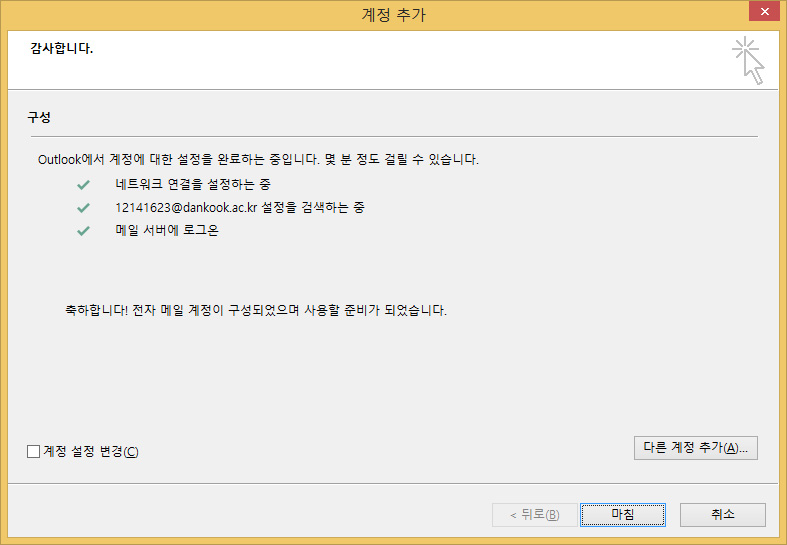 계정 추가
감사합니다.
구성
Outlook에서 계정에 대한 설정을 완료하는 중입니다. 몇 분 정도 걸릴 수 있습니다.
네트워크 연결을 설정하는 중
12141623@dankook.ac.kr 설정을 검색하는 중
메일 서버에 로그온
축하합니다! 전자 메일 계정이 구성되었으며 사용할 준비가 되었습니다.
계정 설정 변경(C)
다른 계정 추가(A)...
< 뒤로(B)
마침
취소